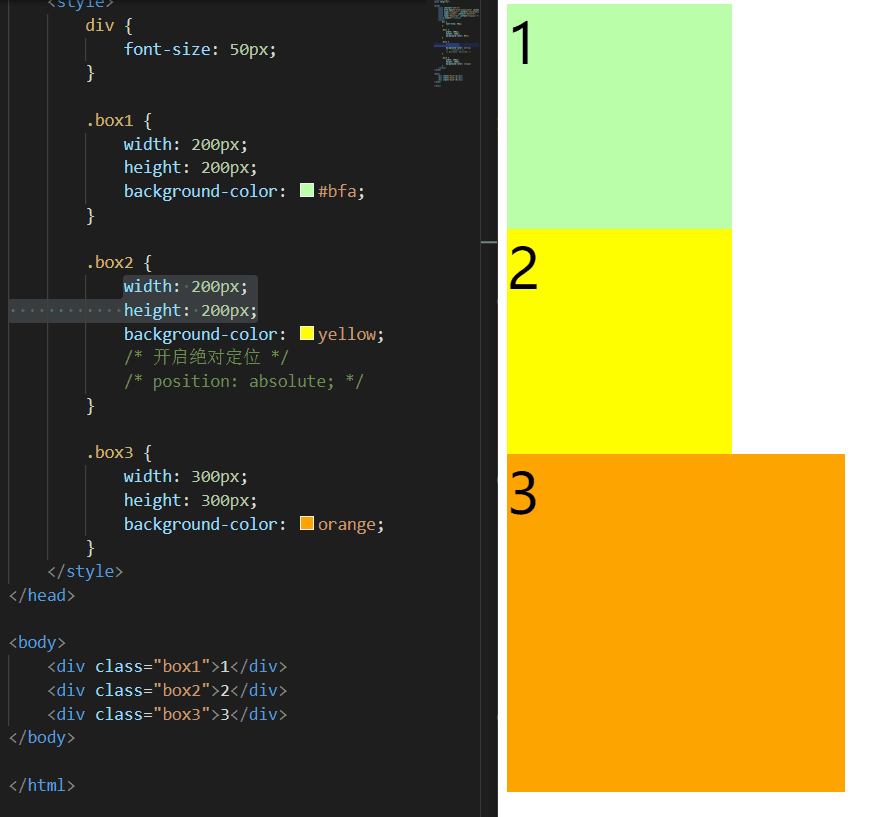 <style>
div {
font-size: 50px;
}
.box1 {
width: 200px;
height: 200px;
background-color: #bfa;
}
.box2 {
width: 200px;
height: 200px;
background-color: yellow;
/* 开启绝对定位 */
/* position: absolute; */
}
.box3 {
width: 300px;
height: 300px;
background-color: orange;
}
</style>
</head>
<body>
<div class="box1">1</div>
<div class="box2">2</div>
<div class="box3">3</div>
</body>
</html>
1
2
3